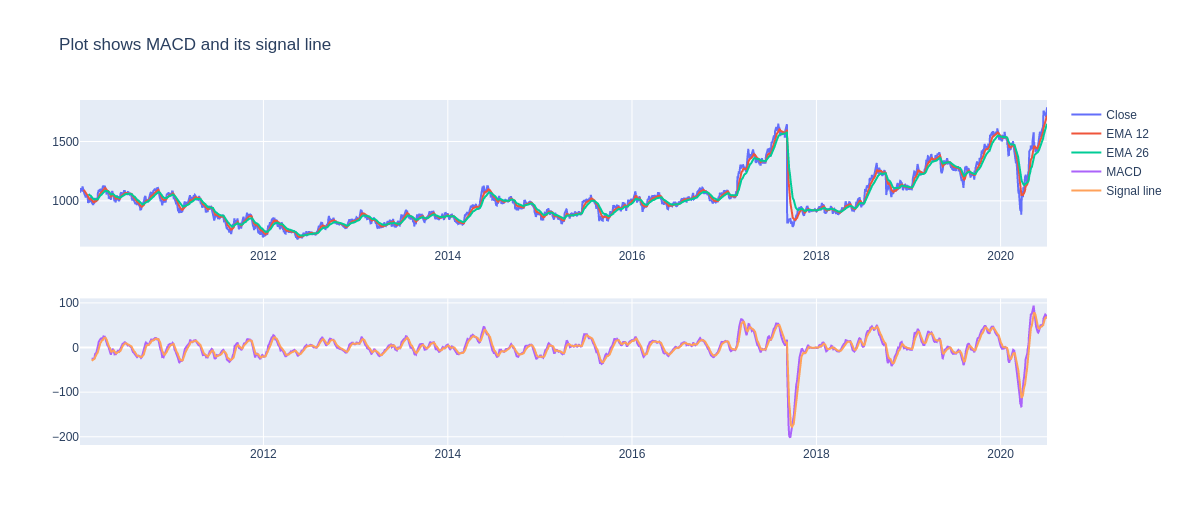 Plot shows MACD and its signal line
1500
1000
2012 2014 2016 2018 2020
Close
EMA 12
EMA 26
MACD
Signal line
100
0
−100
−200
2012 2014 2016 2018 2020